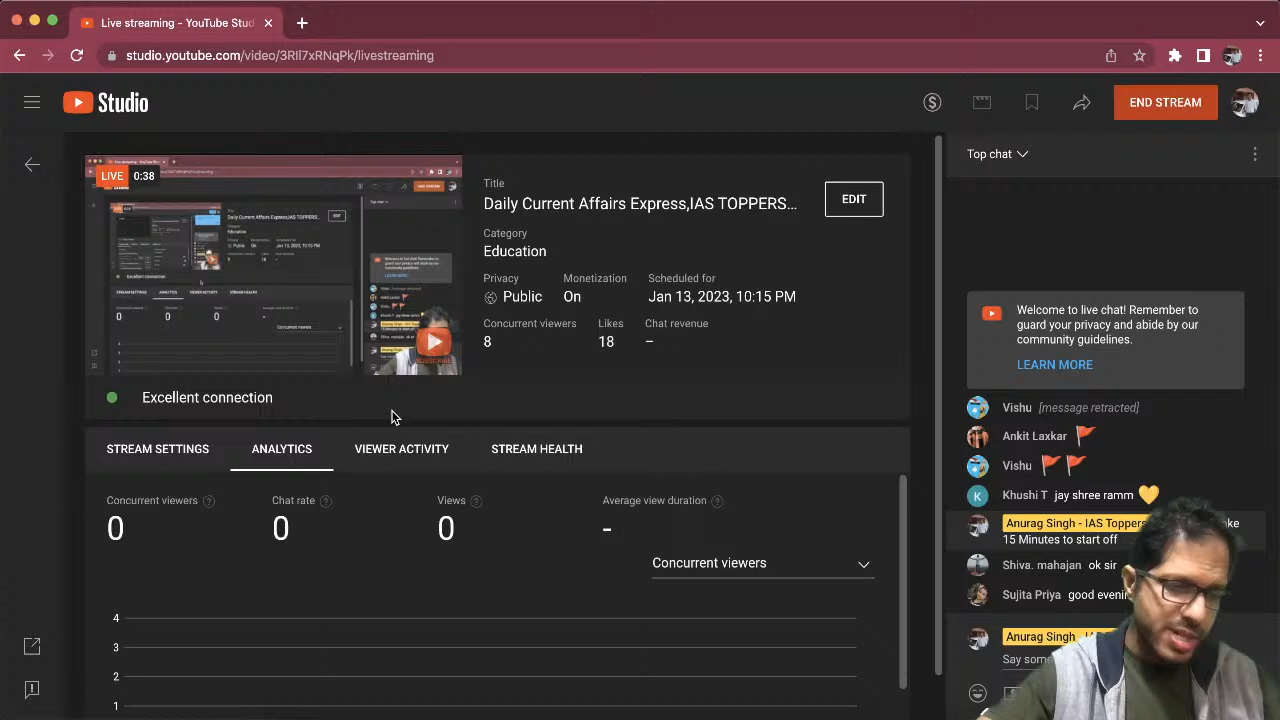 Live streaming - YouTube Stud
studio.youtube.com/video/3RIl7xRNqPk/livestreaming
Studio
END STREAM
LIVE 0:38
Title
Daily Current Affairs Express,IAS TOPPERS...
EDIT
Category
Education
Privacy Monetization Scheduled for
Public On Jan 13, 2023, 10:15 PM
Concurrent viewers Likes Chat revenue
8 18 –
Excellent connection
STREAM SETTINGS ANALYTICS VIEWER ACTIVITY STREAM HEALTH
Concurrent viewers Chat rate Views Average view duration
0 0 0 -
Concurrent viewers
4
3
2
1
Top chat
Welcome to live chat! Remember to
guard your privacy and abide by our
community guidelines.
LEARN MORE
Vishu [message retracted]
Ankit Laxkar
Vishu
Khushi T jay shree ramm
Anurag Singh - IAS Toppers
15 Minutes to start off
Shiva. mahajan ok sir
Sujita Priya good evenin
Anurag Singh
Say som